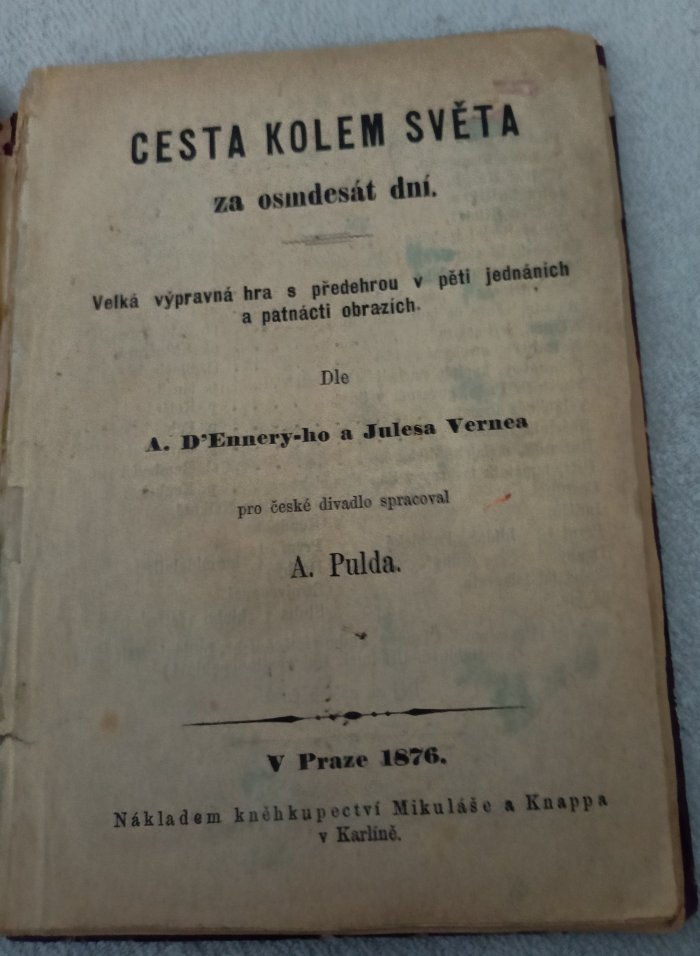 CESTA KOLEM SVĚTA
za osmdesát dní.
Velká výpravná hra s předehrou v pěti jednáních
a patnácti obrazích.
Dle
A. D'Ennery-ho a Julesa Vernea
pro české divadlo spracoval
A. Pulda.
V Praze 1876.
Nákladem kněhkupectví Mikuláše a Knappa
v Karlíně.